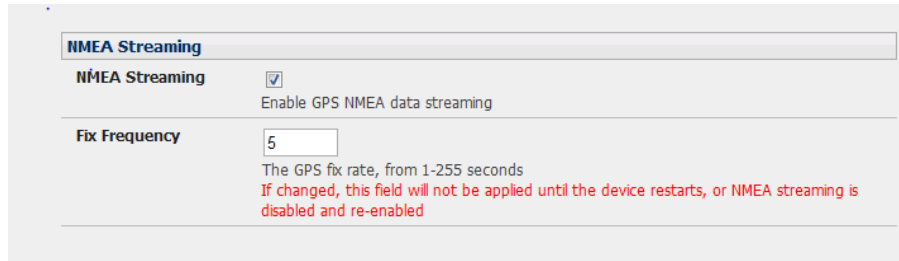 NMEA Streaming
NMEA Streaming
Enable GPS NMEA data streaming
Fix Frequency
5
The GPS fix rate, from 1-255 seconds
If changed, this field will not be applied until the device restarts, or NMEA streaming is
disabled and re-enabled